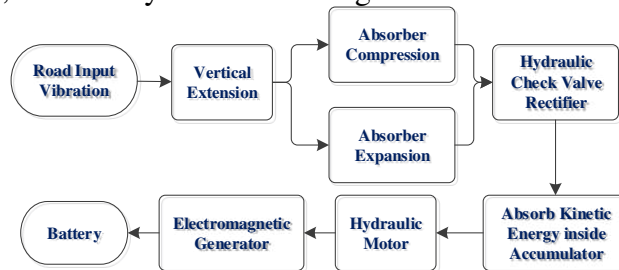 Absorber
Compression
Road Input
Vibration
Vertical
Extension
Hydraulic
Check Valve
Rectifier
Absorber
Expansion
Battery
Electromagnetic
Generator
Hydraulic
Motor
Absorb Kinetic
Energy inside
Accumulator